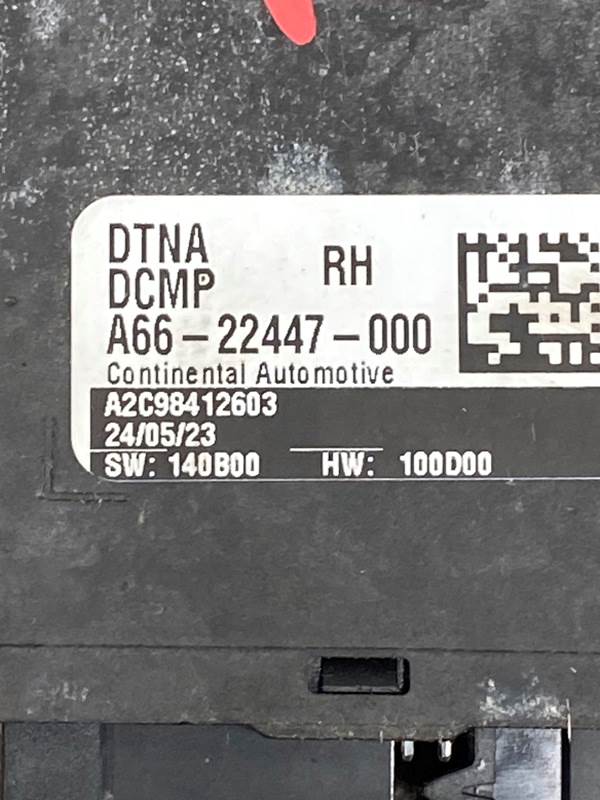 DTNA
RH
DCMP
A66-22447-000
Continental Automotive
A2C98412603
24/05/23
SW: 140B00 HW: 100D00